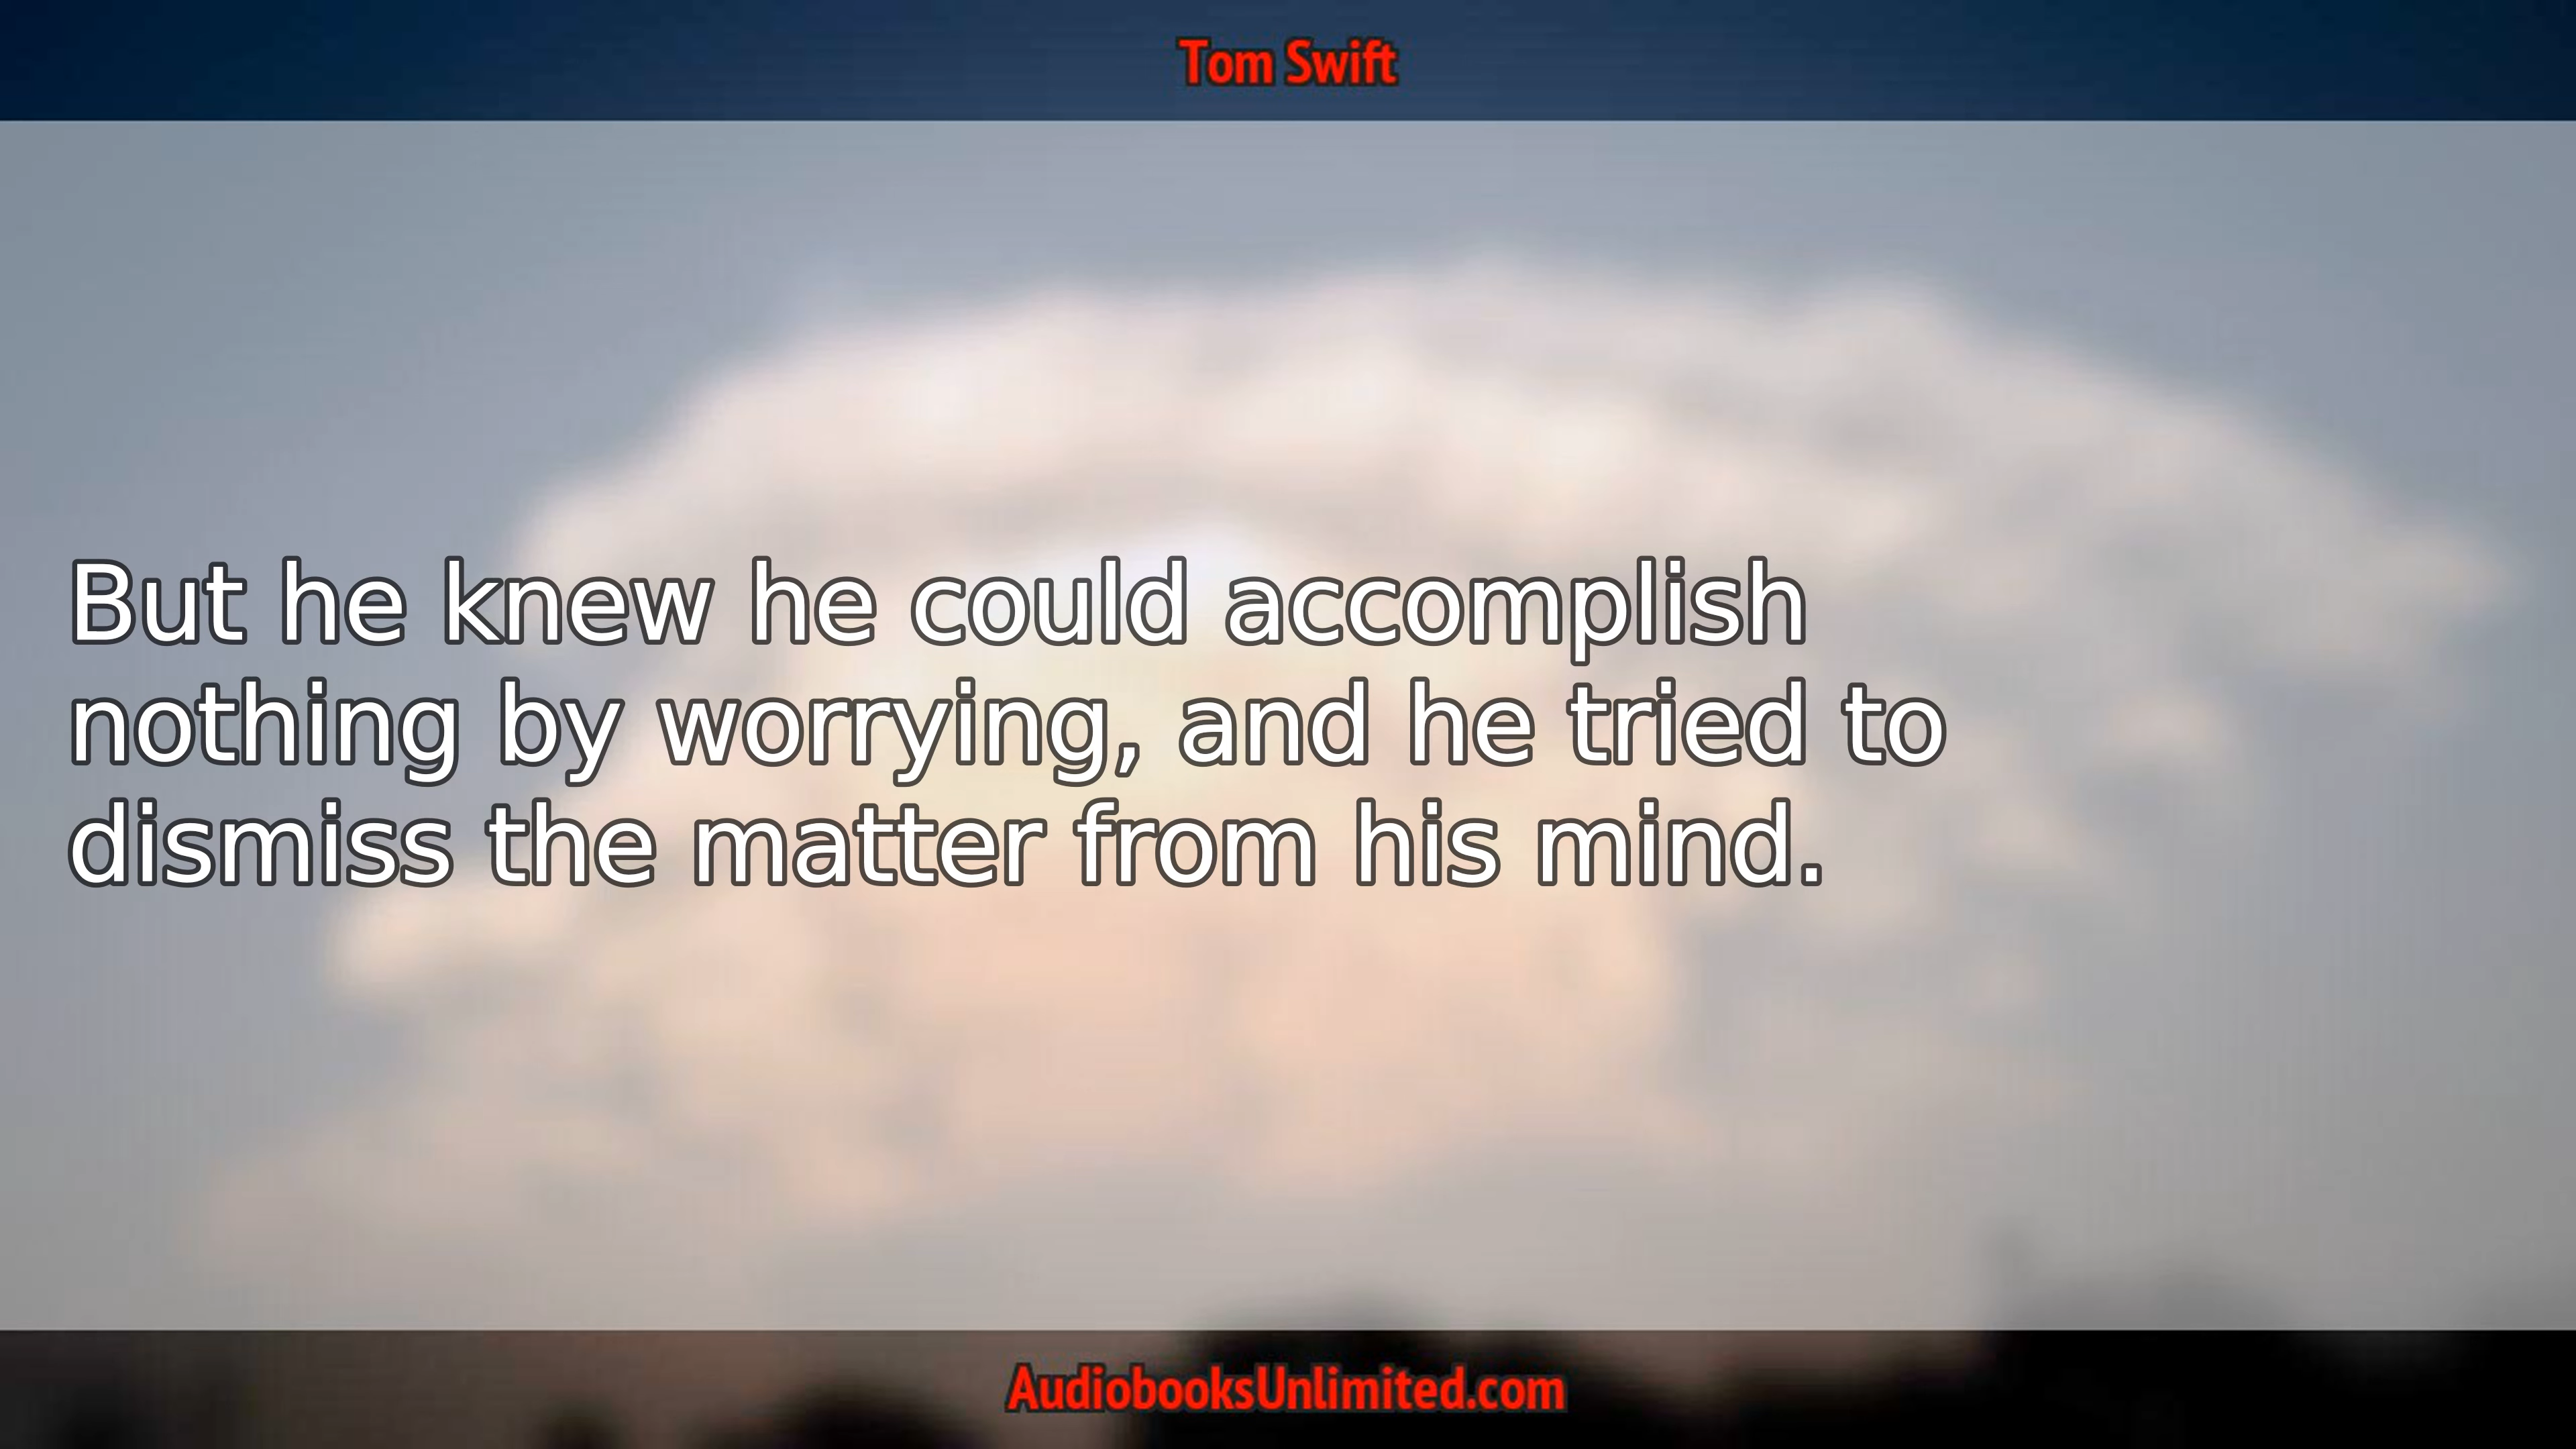 Tom Swift
But he knew he could accomplish
nothing by worrying, and he tried to
dismiss the matter from his mind.
AudiobooksUnlimited.com